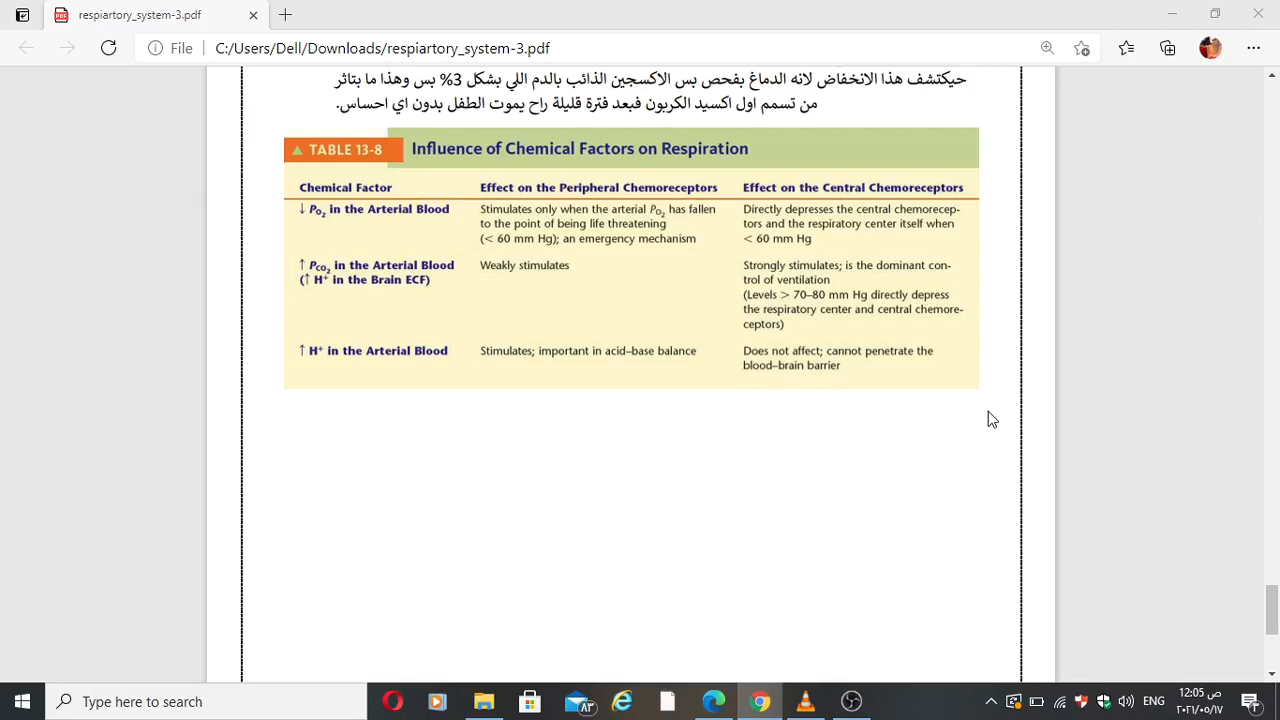 respiartory_system-3.pdf
File
C:/Users/Dell/Downloads/respiartory_system-3.pdf
حيكتشف هذا الانخفاض لانه الدماغ بفحص بس الاكسجين الذائب بالدم اللي بشكل 3% بس وهذا ما بتاثر
من تسمم اول اكسيد الكربون فبعد فترة قليلة راح يموت الطفل بدون اي احساس.
▲ TABLE 13-8 Influence of Chemical Factors on Respiration
Chemical Factor Effect on the Peripheral Chemoreceptors Effect on the Central Chemoreceptors
↓ PO2 in the Arterial Blood
Stimulates only when the arterial PO2 has fallen
to the point of being life threatening
(< 60 mm Hg); an emergency mechanism
Directly depresses the central chemorecep-
tors and the respiratory center itself when
< 60 mm Hg
↑ PCO2 in the Arterial Blood
(↑ H+ in the Brain ECF)
Weakly stimulates
Strongly stimulates; is the dominant con-
trol of ventilation
(Levels > 70–80 mm Hg directly depress
the respiratory center and central chemore-
ceptors)
↑ H+ in the Arterial Blood
Stimulates; important in acid–base balance
Does not affect; cannot penetrate the
blood–brain barrier
Type here to search
٨٣
ENG
12:05 ص
٢٠٢١/٠٥/١٧